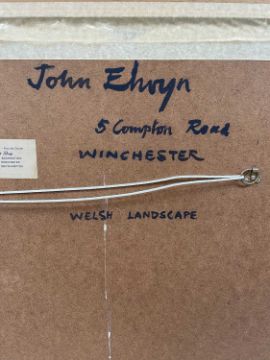 John Elwyn
5 Compton Road
WINCHESTER
WELSH LANDSCAPE